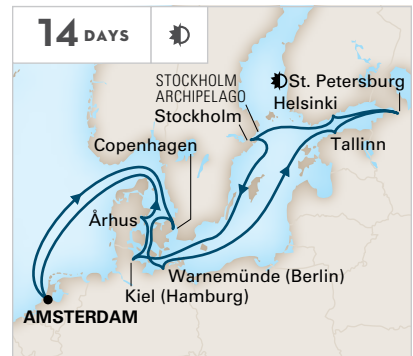 14 DAYS
STOCKHOLM
ARCHIPELAGO
Stockholm
St. Petersburg
Helsinki
Tallinn
Copenhagen
Århus
Warnemünde (Berlin)
Kiel (Hamburg)
AMSTERDAM